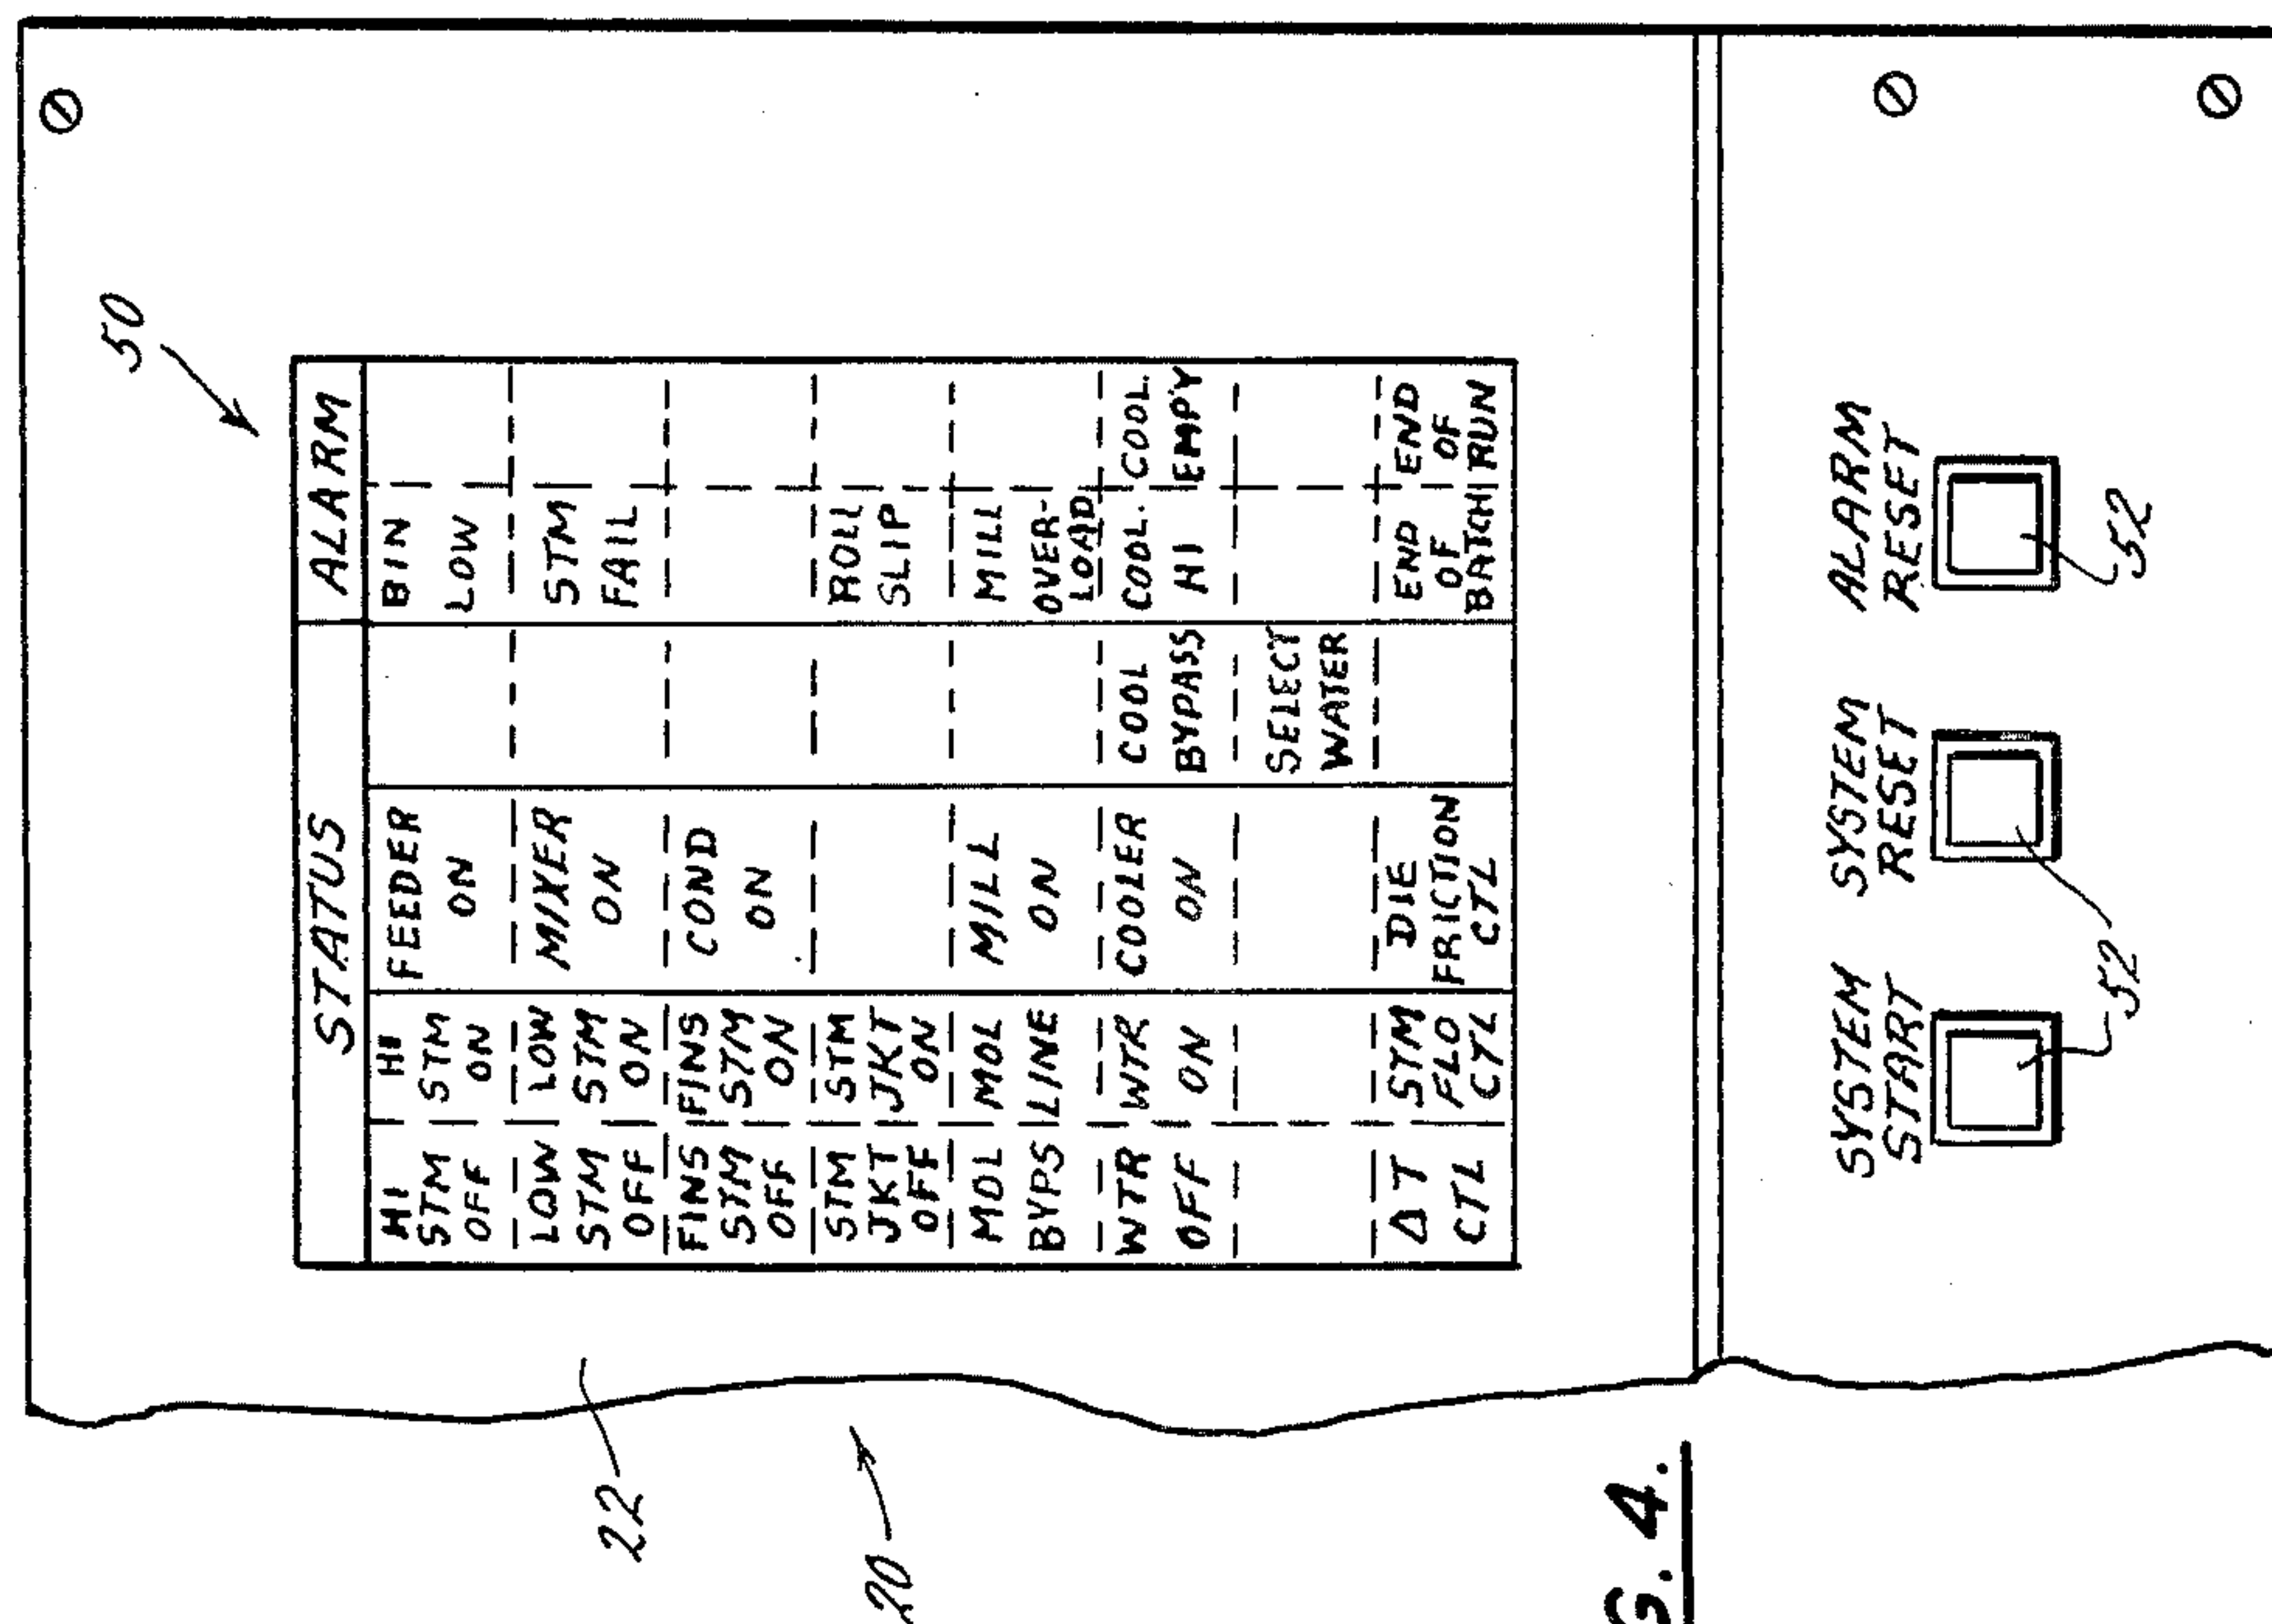 50
STATUS ALARM
HI STM OFF HI STM ON FEEDER ON BIN LOW
LOW STM OFF LOW STM ON MIXER ON STM FAIL
FINS STM OFF FINS STM ON COND ON
STM JKT OFF STM JKT ON ROLL SLIP
MOL BYPS MOL LINE MILL ON MILL OVER-LOAD
WTR OFF WTR ON COOLER ON COOL BYPASS COOL. HI COOL. EMPY
SELECT WATER
ΔT CTL STM FLO CTL DIE FRICTION CTL END OF BATCH END OF RUN
22
20
G. 4.
SYSTEM START SYSTEM RESET ALARM RESET
52 52